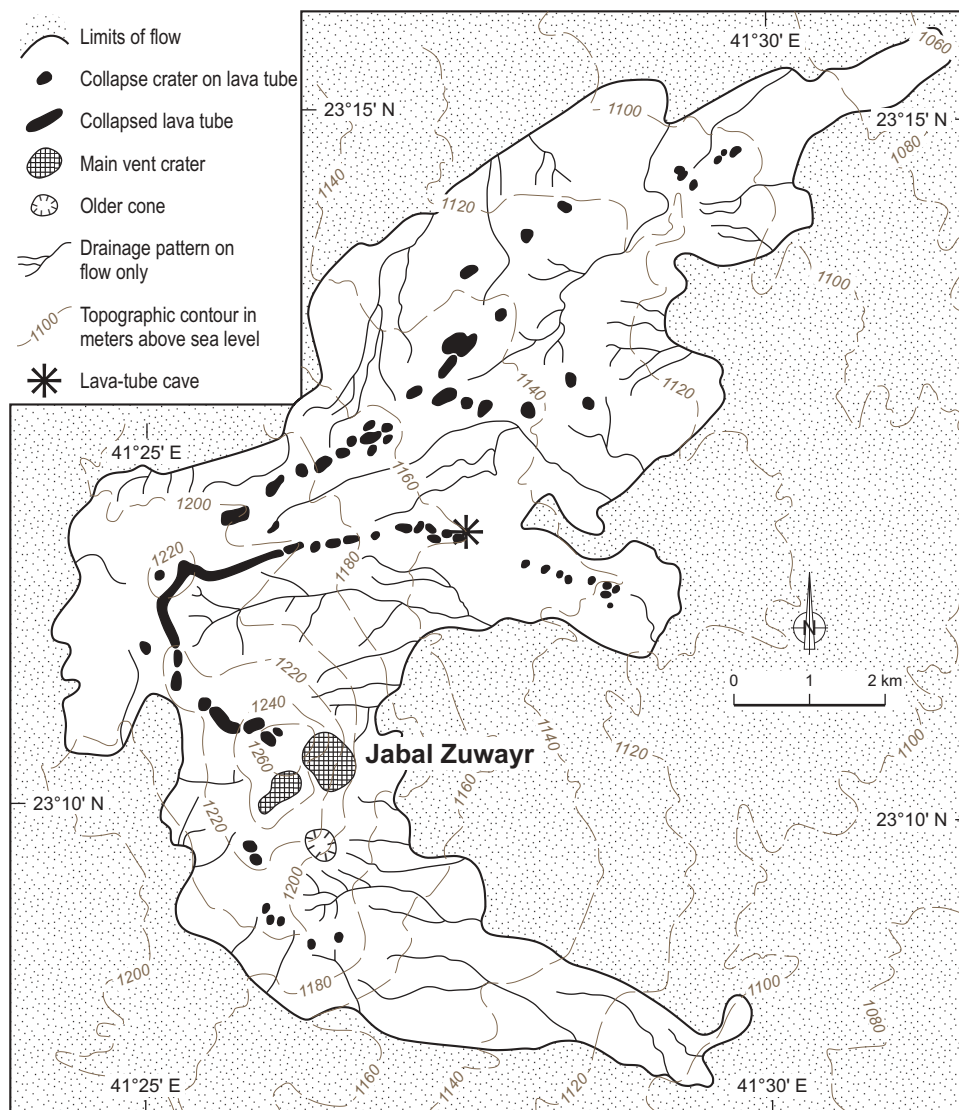 Limits of flow
Collapse crater on lava tube
Collapsed lava tube
Main vent crater
Older cone
Drainage pattern on
flow only
1100
Topographic contour in
meters above sea level
Lava-tube cave
41°30' E
1060
23°15' N
1100
23°15' N
1080
1140
1120
1100
1140
1120
41°25' E
1160
1200
1220
1180
N
0 1 2 km
1220
1240
1140
1120
1100
1260
Jabal Zuwayr
1160
23°10' N
1220
23°10' N
1200
1200
1180
1100
1080
41°25' E
1160
1140
1120
41°30' E